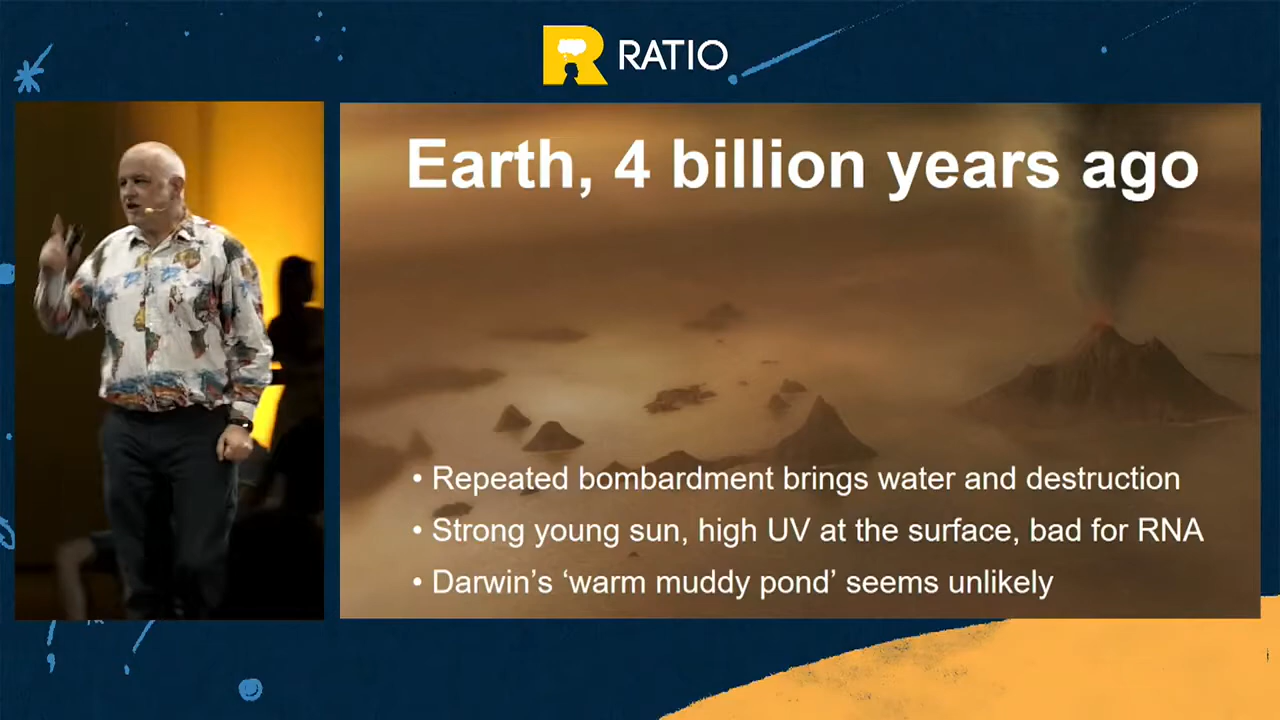 RATIO
Earth, 4 billion years ago
• Repeated bombardment brings water and destruction
• Strong young sun, high UV at the surface, bad for RNA
• Darwin’s ‘warm muddy pond’ seems unlikely